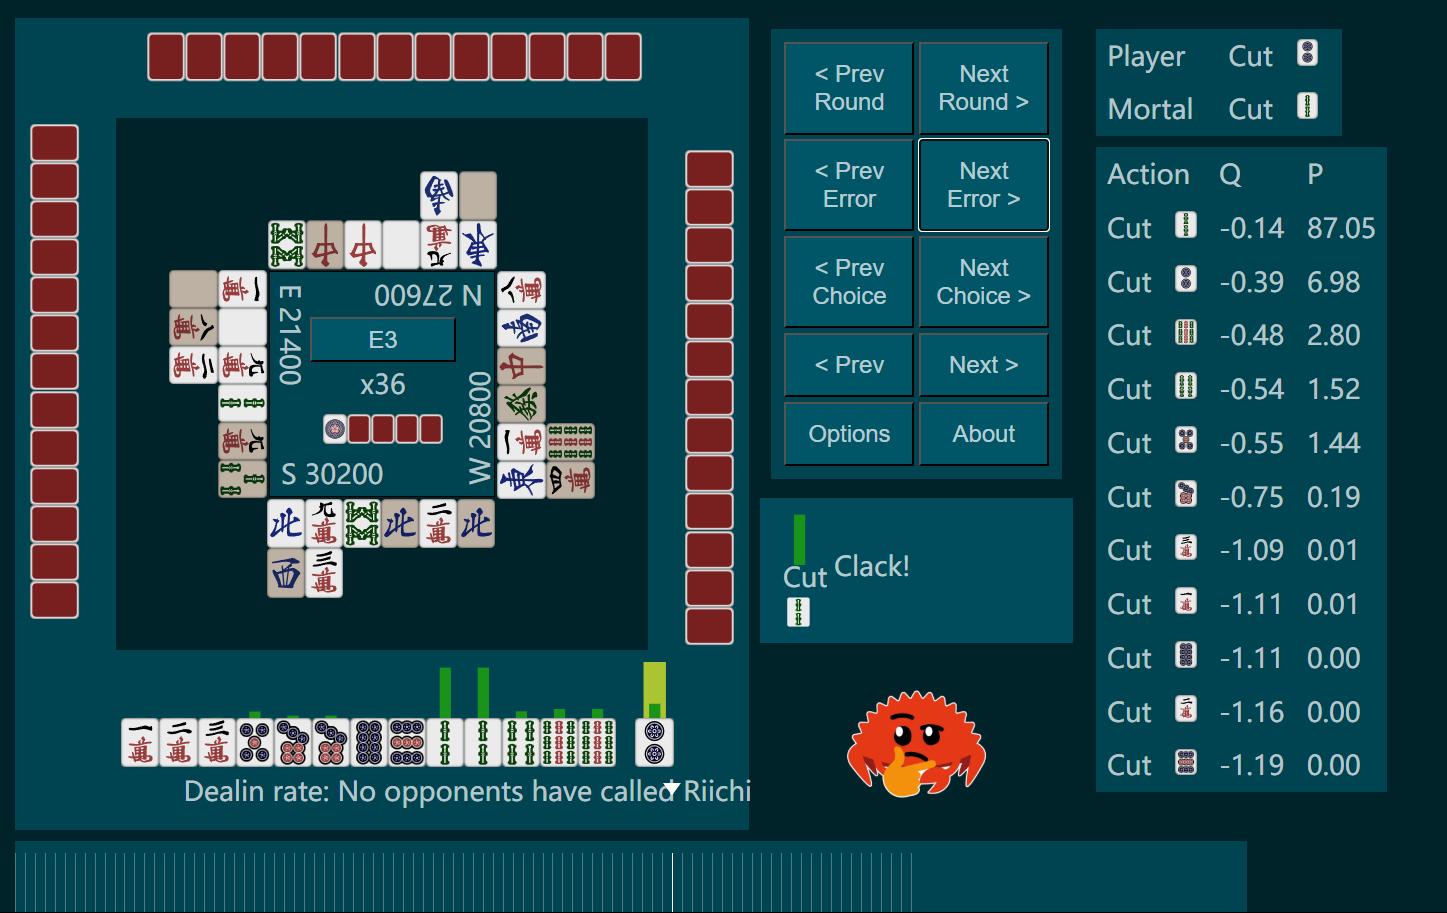 E 21400
N 27600
E3
x36
S 30200
W 20800
Dealin rate: No opponents have called Riichi
< Prev Round
Next Round >
< Prev Error
Next Error >
< Prev Choice
Next Choice >
< Prev
Next >
Options
About
Cut
Clack!
Player Cut
Mortal Cut
Action Q P
Cut -0.14 87.05
Cut -0.39 6.98
Cut -0.48 2.80
Cut -0.54 1.52
Cut -0.55 1.44
Cut -0.75 0.19
Cut -1.09 0.01
Cut -1.11 0.01
Cut -1.11 0.00
Cut -1.16 0.00
Cut -1.19 0.00